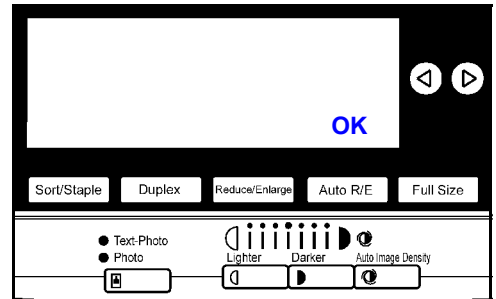 OK
Sort/Staple Duplex Reduce/Enlarge Auto R/E Full Size
Text-Photo
Photo
Lighter Darker Auto Image Density